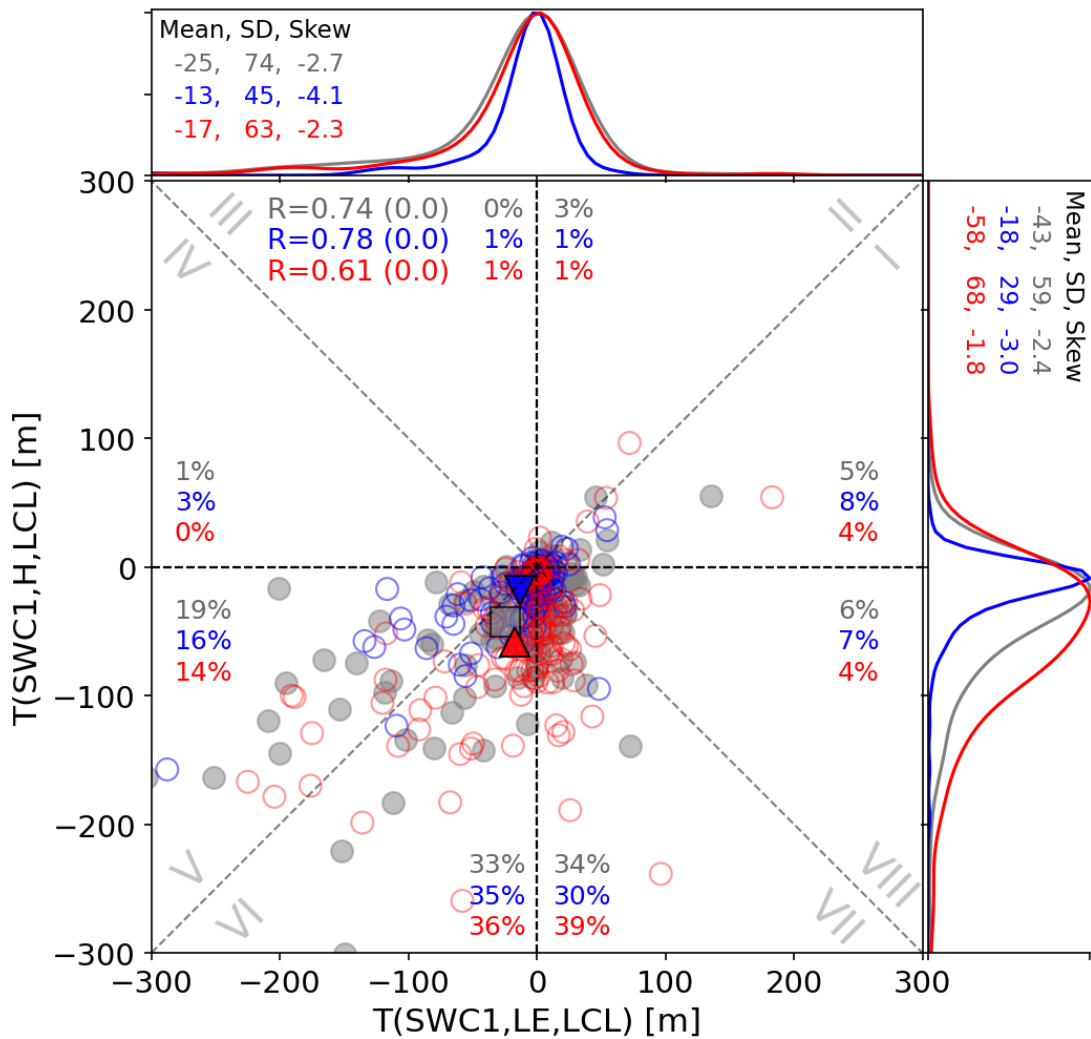 Mean, SD, Skew
-25, 74, -2.7
-13, 45, -4.1
-17, 63, -2.3
300
200
100
0
−100
−200
−300
T(SWC1,H,LCL) [m]
III
IV
R=0.74 (0.0) 0% 3%
R=0.78 (0.0) 1% 1%
R=0.61 (0.0) 1% 1%
II
I
1%
3%
0%
5%
8%
4%
19%
16%
14%
6%
7%
4%
V
VI
33% 34%
35% 30%
36% 39%
VIII
VII
−300 −200 −100 0 100 200 300
T(SWC1,LE,LCL) [m]
Mean, SD, Skew
-43, 59, -2.4
-18, 29, -3.0
-58, 68, -1.8